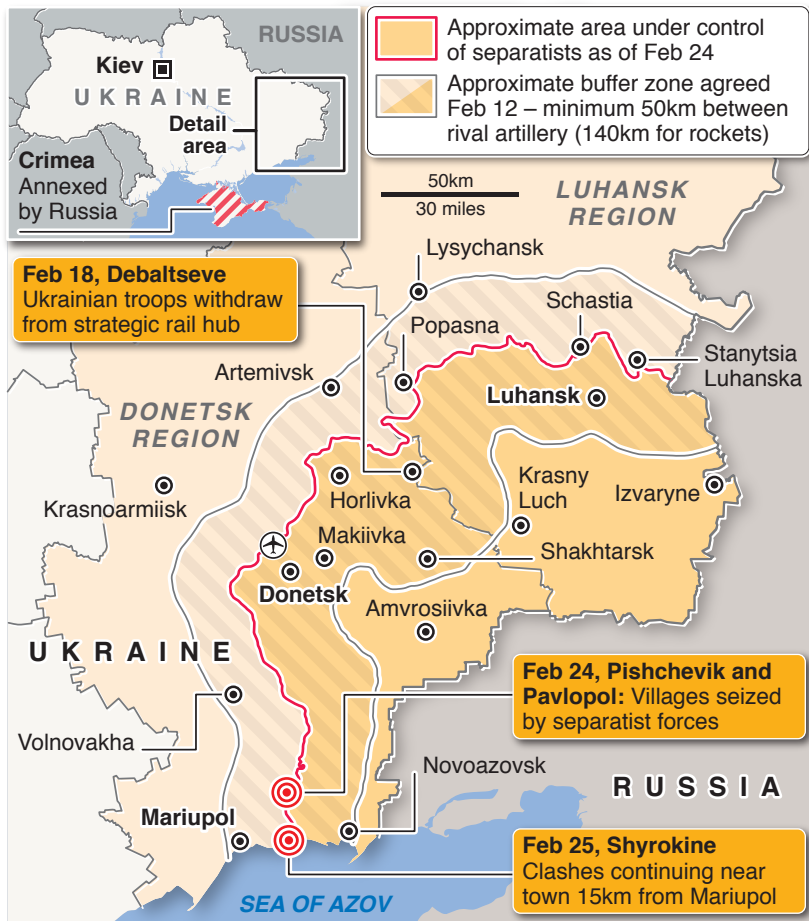 RUSSIA
Kiev
UKRAINE
Detail
area
Crimea
Annexed
by Russia
Approximate area under control
of separatists as of Feb 24
Approximate buffer zone agreed
Feb 12 – minimum 50km between
rival artillery (140km for rockets)
50km
30 miles
LUHANSK
REGION
Lysychansk
Feb 18, Debaltseve
Ukrainian troops withdraw
from strategic rail hub
Popasna
Schastia
Stanytsia
Luhanska
Artemivsk
Luhansk
DONETSK
REGION
Krasnoarmiisk
Horlivka
Krasny
Luch
Izvaryne
Makiivka
Shakhtarsk
Donetsk
Amvrosiivka
UKRAINE
Feb 24, Pishchevik and
Pavlopol: Villages seized
by separatist forces
Volnovakha
Novoazovsk
RUSSIA
Mariupol
Feb 25, Shyrokine
Clashes continuing near
town 15km from Mariupol
SEA OF AZOV